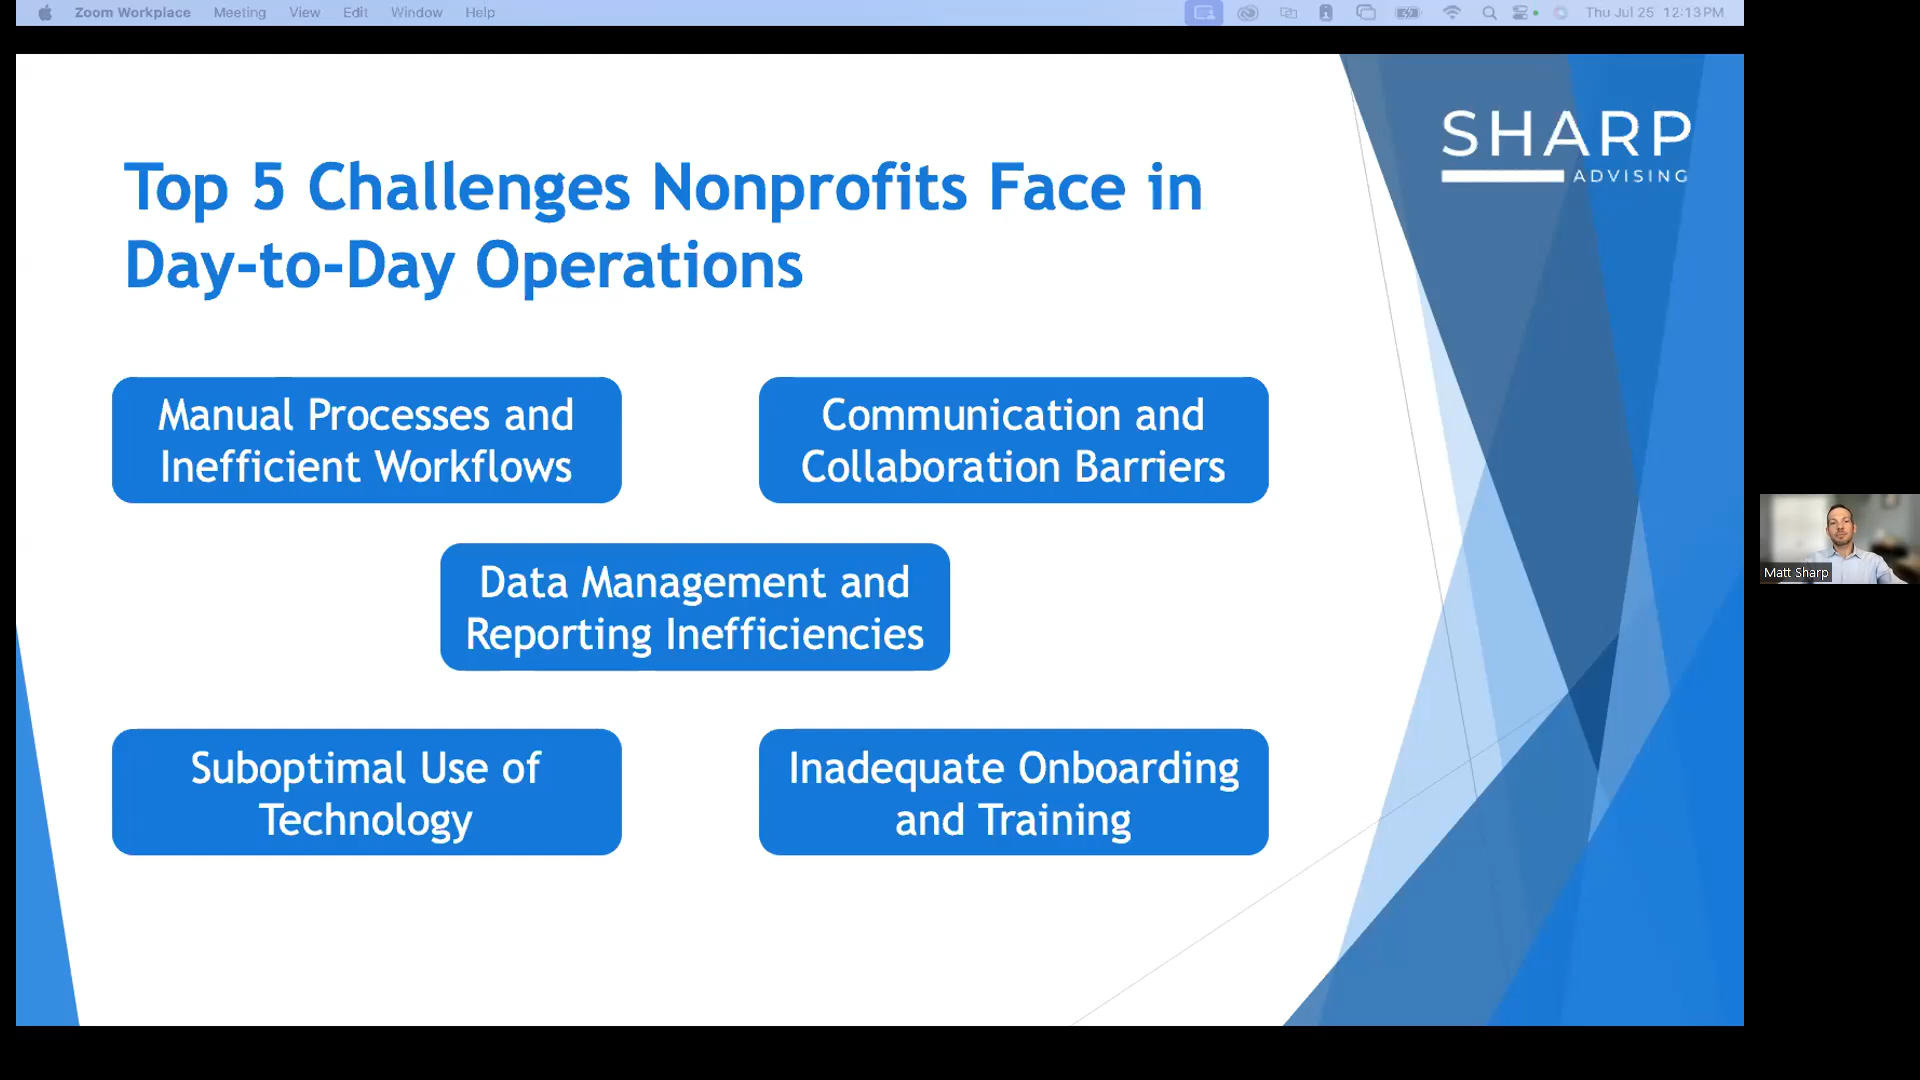 Zoom Workplace Meeting View Edit Window Help Thu Jul 25 12:13 PM
SHARP
ADVISING
Top 5 Challenges Nonprofits Face in
Day-to-Day Operations
Manual Processes and
Inefficient Workflows
Communication and
Collaboration Barriers
Data Management and
Reporting Inefficiencies
Suboptimal Use of
Technology
Inadequate Onboarding
and Training
Matt Sharp